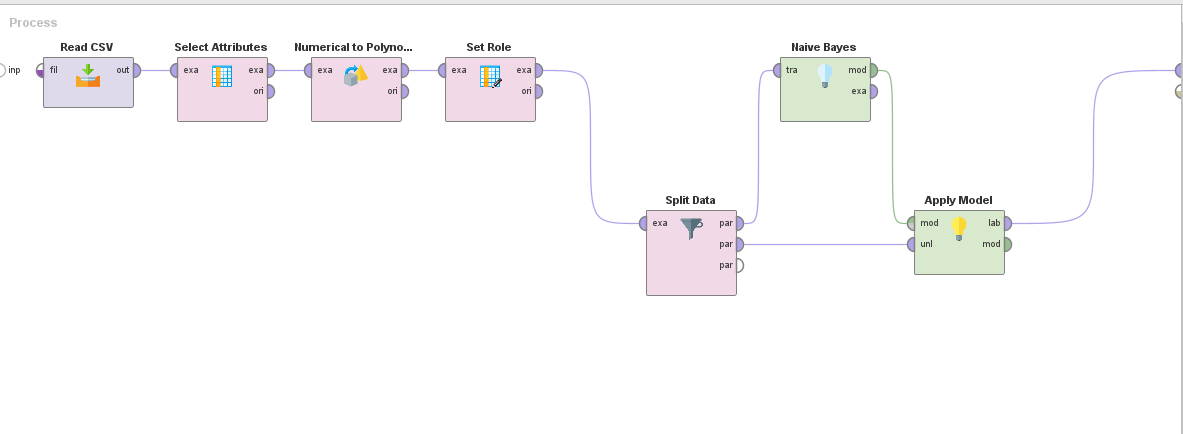 Process
Read CSV
Select Attributes
Numerical to Polyno...
Set Role
Naive Bayes
inp
fil
out
exa
exa
ori
exa
exa
ori
exa
exa
ori
tra
mod
exa
Split Data
Apply Model
exa
par
par
par
mod
lab
unl
mod